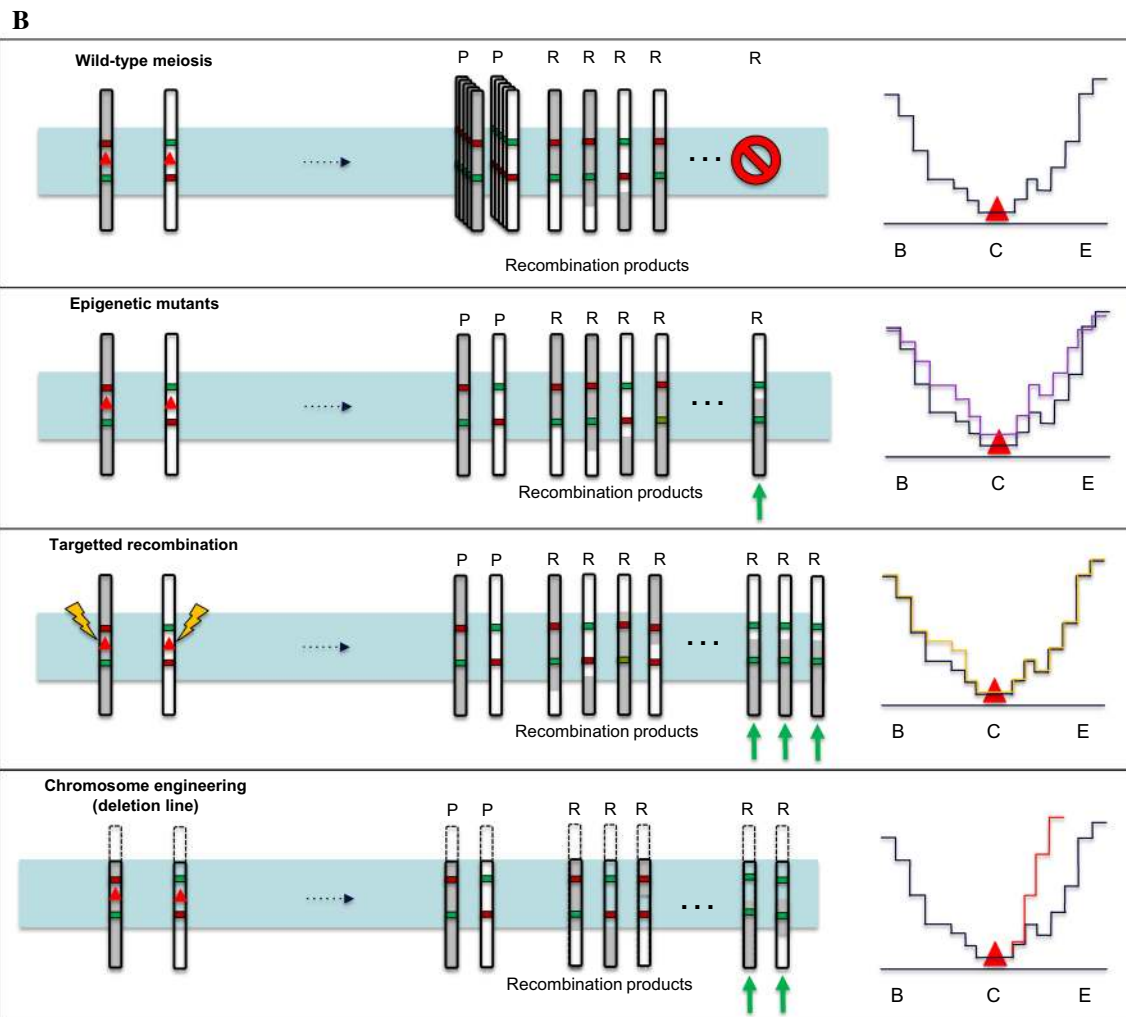 B
Wild-type meiosis
P P R R R R R
...
Recombination products
B C E
Epigenetic mutants
P P R R R R R
...
Recombination products
B C E
Targetted recombination
P P R R R R R R R
...
Recombination products
B C E
Chromosome engineering
(deletion line)
P P R R R R R
...
Recombination products
B C E